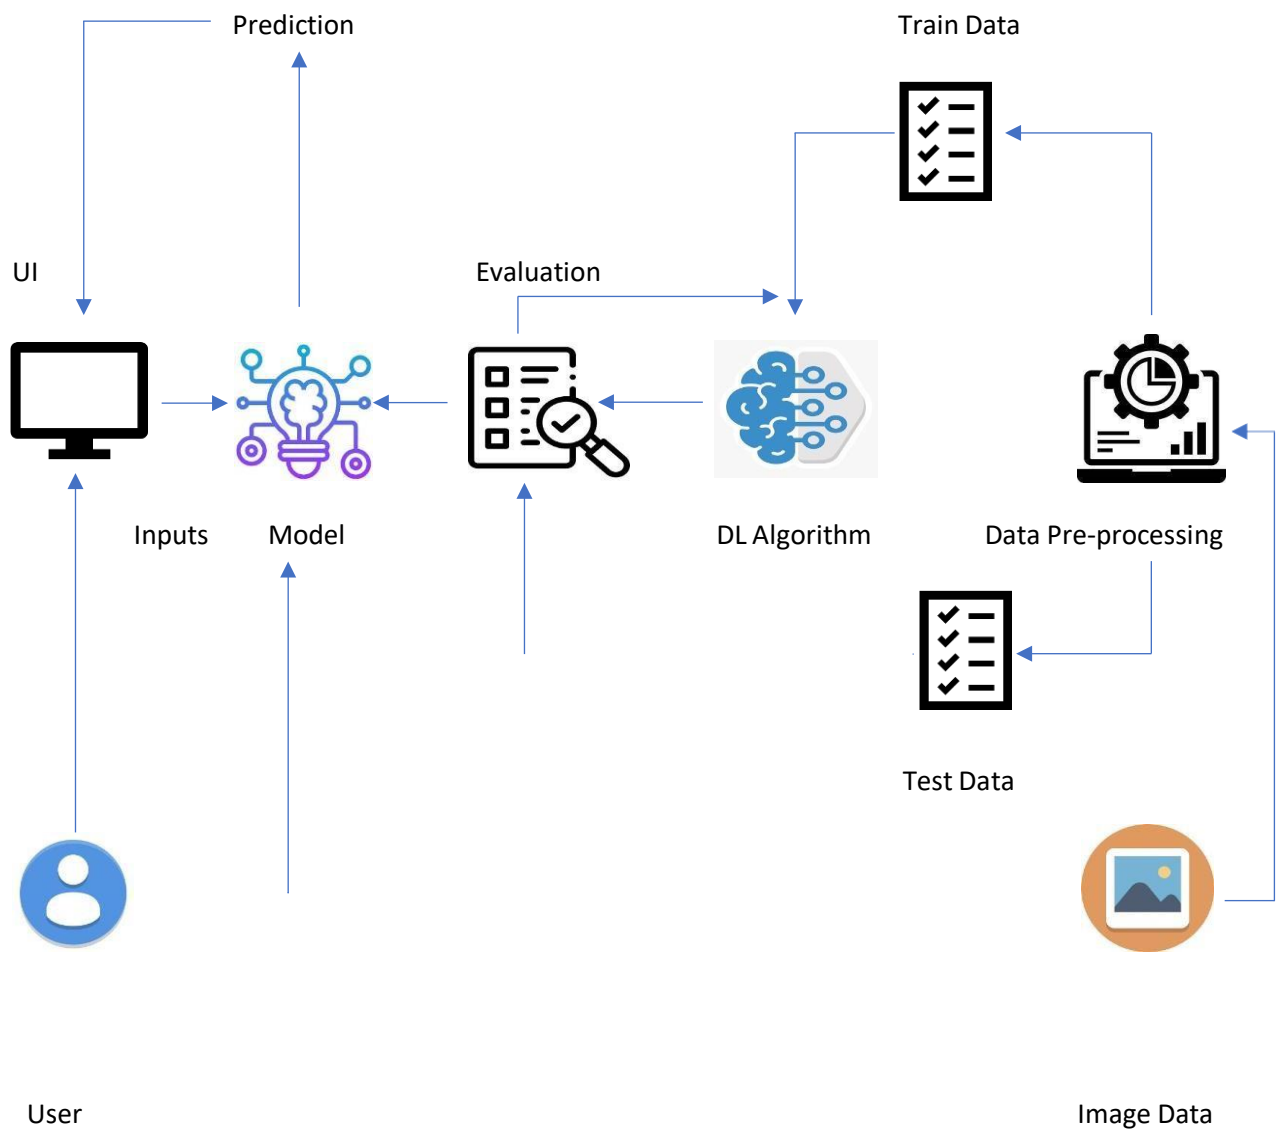 Prediction
Train Data
UI
Evaluation
Inputs
Model
DL Algorithm
Data Pre-processing
Test Data
User
Image Data